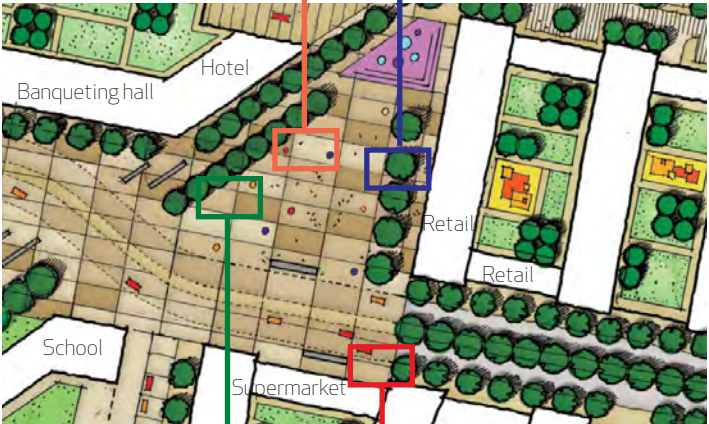 Hotel
Banqueting hall
Retail
Retail
School
Supermarket